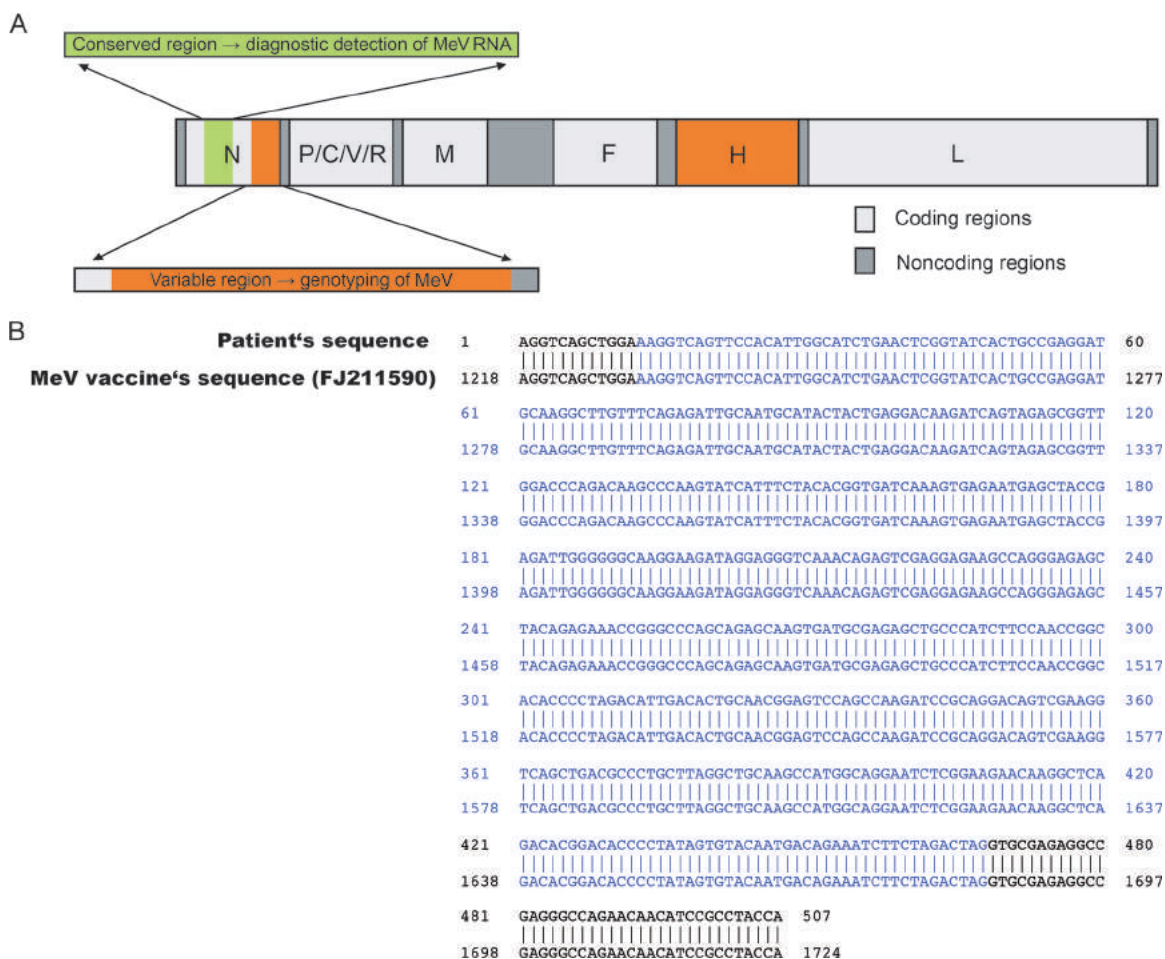 A
Conserved region → diagnostic detection of MeV RNA
N P/C/V/R M F H L
Coding regions
Noncoding regions
Variable region → genotyping of MeV
B
Patient‘s sequence 1 AGGTCAGCTGGAAAGGTCAGTTCCACATTGGCATCTGAACTCGGTATCACTGCCGAGGAT 60
MeV vaccine‘s sequence (FJ211590) 1218 AGGTCAGCTGGAAAGGTCAGTTCCACATTGGCATCTGAACTCGGTATCACTGCCGAGGAT 1277
61 GCAAGGCTTGTTTCAGAGATTGCAATGCATACTACTGAGGACAAGATCAGTAGAGCGGTT 120
1278 GCAAGGCTTGTTTCAGAGATTGCAATGCATACTACTGAGGACAAGATCAGTAGAGCGGTT 1337
121 GGACCCAGACAAGCCCAAGTATCATTTCTACACGGTGATCAAAGTGAGAATGAGCTACCG 180
1338 GGACCCAGACAAGCCCAAGTATCATTTCTACACGGTGATCAAAGTGAGAATGAGCTACCG 1397
181 AGATTGGGGGGCAAGGAAGATAGGAGGGTCAAACAGAGTCGAGGAGAAGCCAGGGAGAGC 240
1398 AGATTGGGGGGCAAGGAAGATAGGAGGGTCAAACAGAGTCGAGGAGAAGCCAGGGAGAGC 1457
241 TACAGAGAAACCGGGCCCAGCAGAGCAAGTGATGCGAGAGCTGCCCATCTTCCAACCGGC 300
1458 TACAGAGAAACCGGGCCCAGCAGAGCAAGTGATGCGAGAGCTGCCCATCTTCCAACCGGC 1517
301 ACACCCCTAGACATTGACACTGCAACGGAGTCCAGCCAAGATCCGCAGGACAGTCGAAGG 360
1518 ACACCCCTAGACATTGACACTGCAACGGAGTCCAGCCAAGATCCGCAGGACAGTCGAAGG 1577
361 TCAGCTGACGCCCTGCTTAGGCTGCAAGCCATGGCAGGAATCTCGGAAGAACAAGGCTCA 420
1578 TCAGCTGACGCCCTGCTTAGGCTGCAAGCCATGGCAGGAATCTCGGAAGAACAAGGCTCA 1637
421 GACACGGACACCCCTATAGTGTACAATGACAGAAATCTTCTAGACTAGGTGCGAGAGGCC 480
1638 GACACGGACACCCCTATAGTGTACAATGACAGAAATCTTCTAGACTAGGTGCGAGAGGCC 1697
481 GAGGGCCAGAACAACATCCGCCTACCA 507
1698 GAGGGCCAGAACAACATCCGCCTACCA 1724